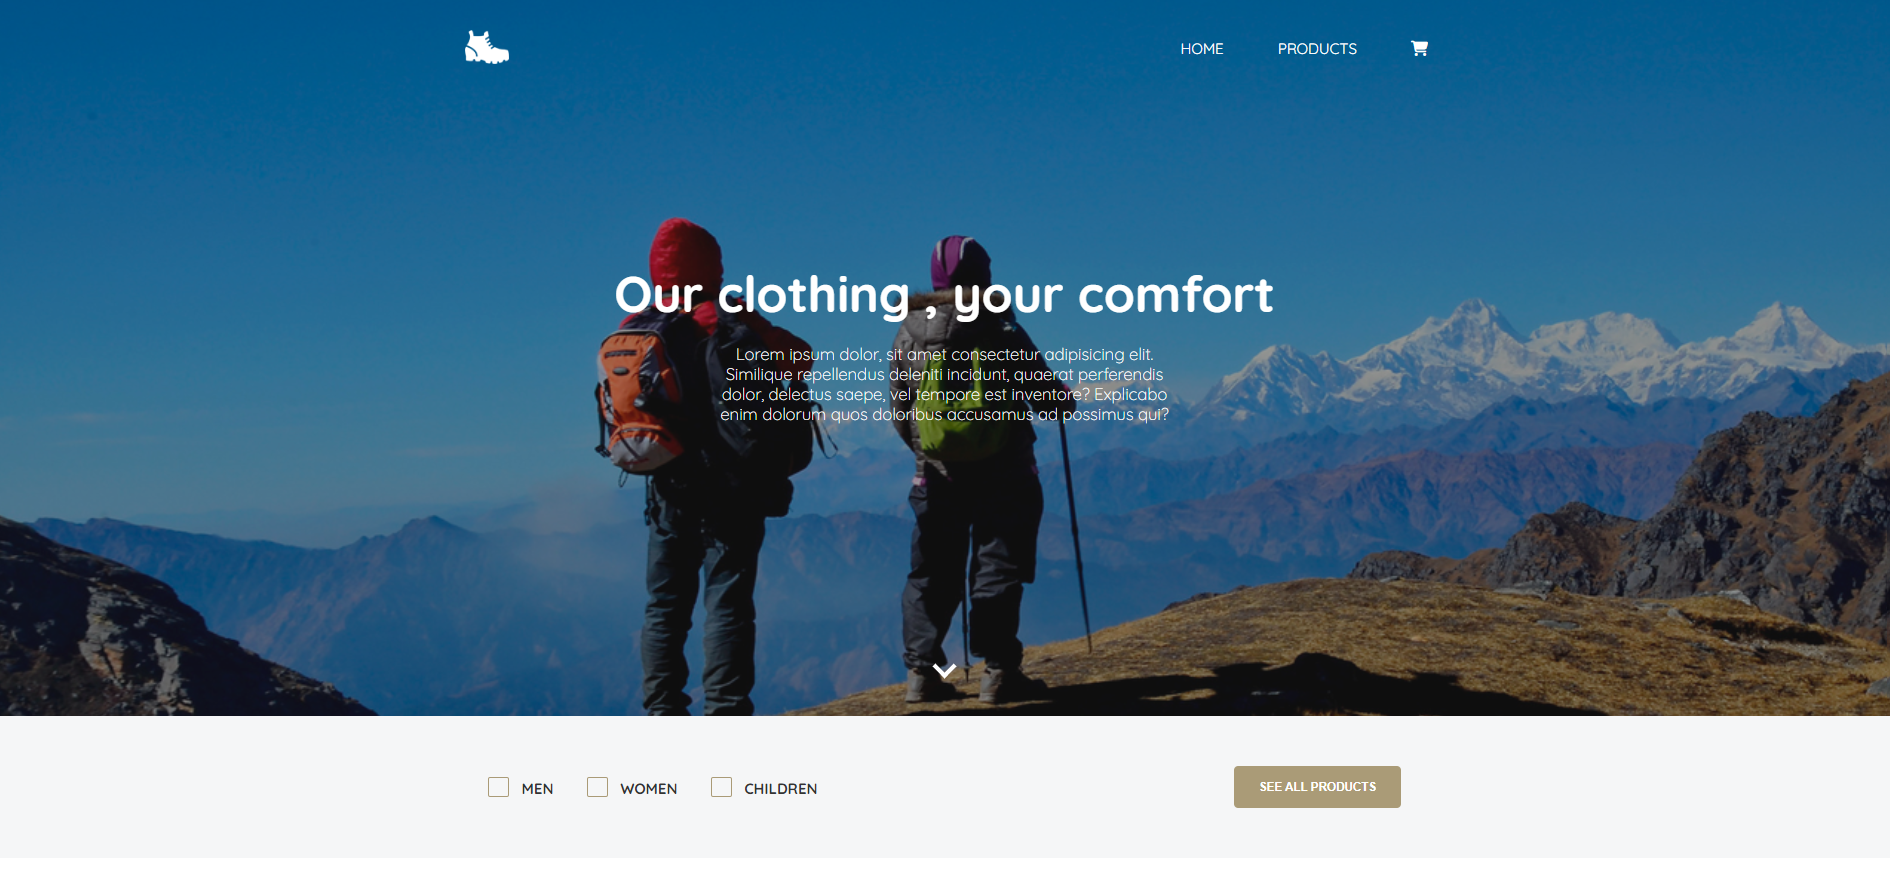 HOME PRODUCTS
Our clothing , your comfort
Lorem ipsum dolor, sit amet consectetur adipisicing elit.
Similique repellendus deleniti incidunt, quaerat perferendis
dolor, delectus saepe, vel tempore est inventore? Explicabo
enim dolorum quos doloribus accusamus ad possimus qui?
MEN WOMEN CHILDREN SEE ALL PRODUCTS